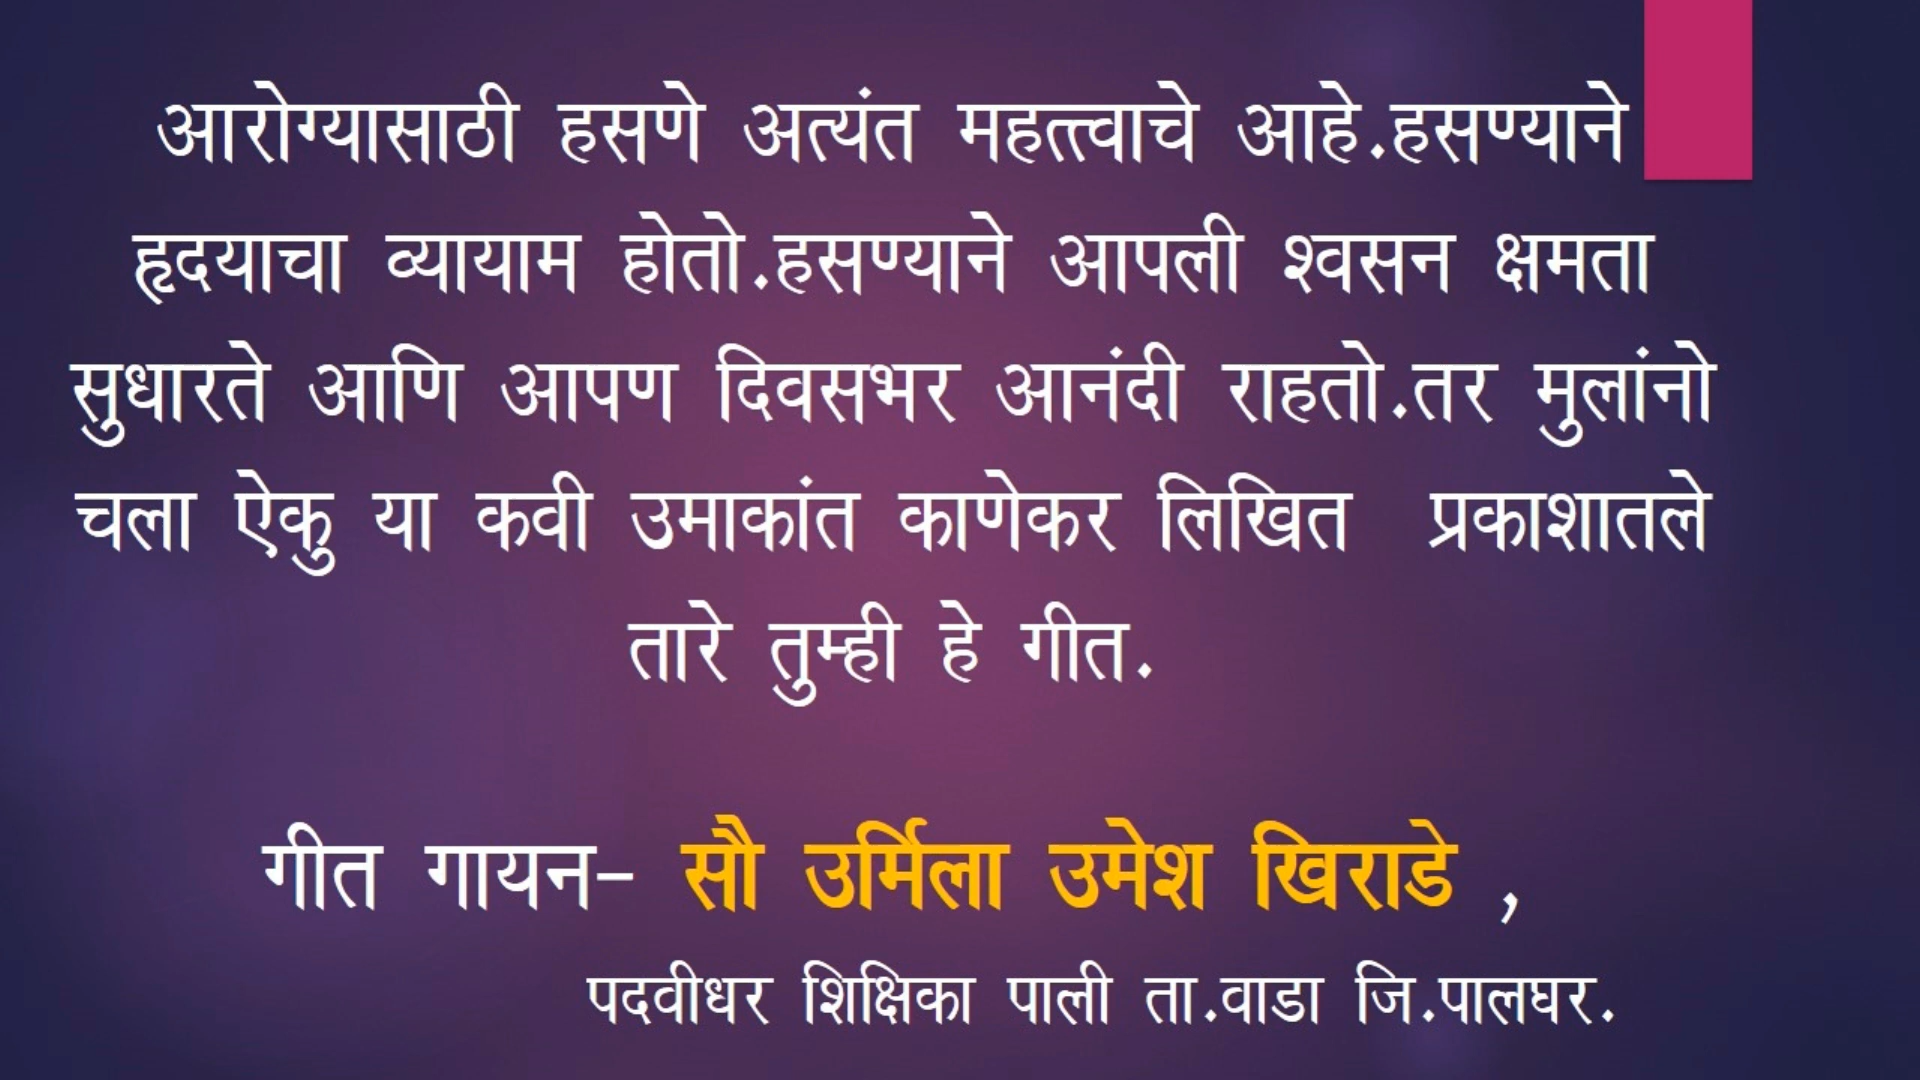 आरोग्यासाठी हसणे अत्यंत महत्त्वाचे आहे.हसण्याने
हृदयाचा व्यायाम होतो.हसण्याने आपली श्वसन क्षमता
सुधारते आणि आपण दिवसभर आनंदी राहतो.तर मुलांनो
चला ऐकु या कवी उमाकांत काणेकर लिखित प्रकाशातले
तारे तुम्ही हे गीत.
गीत गायन- सौ उर्मिला उमेश खिराडे ,
पदवीधर शिक्षिका पाली ता.वाडा जि.पालघर.